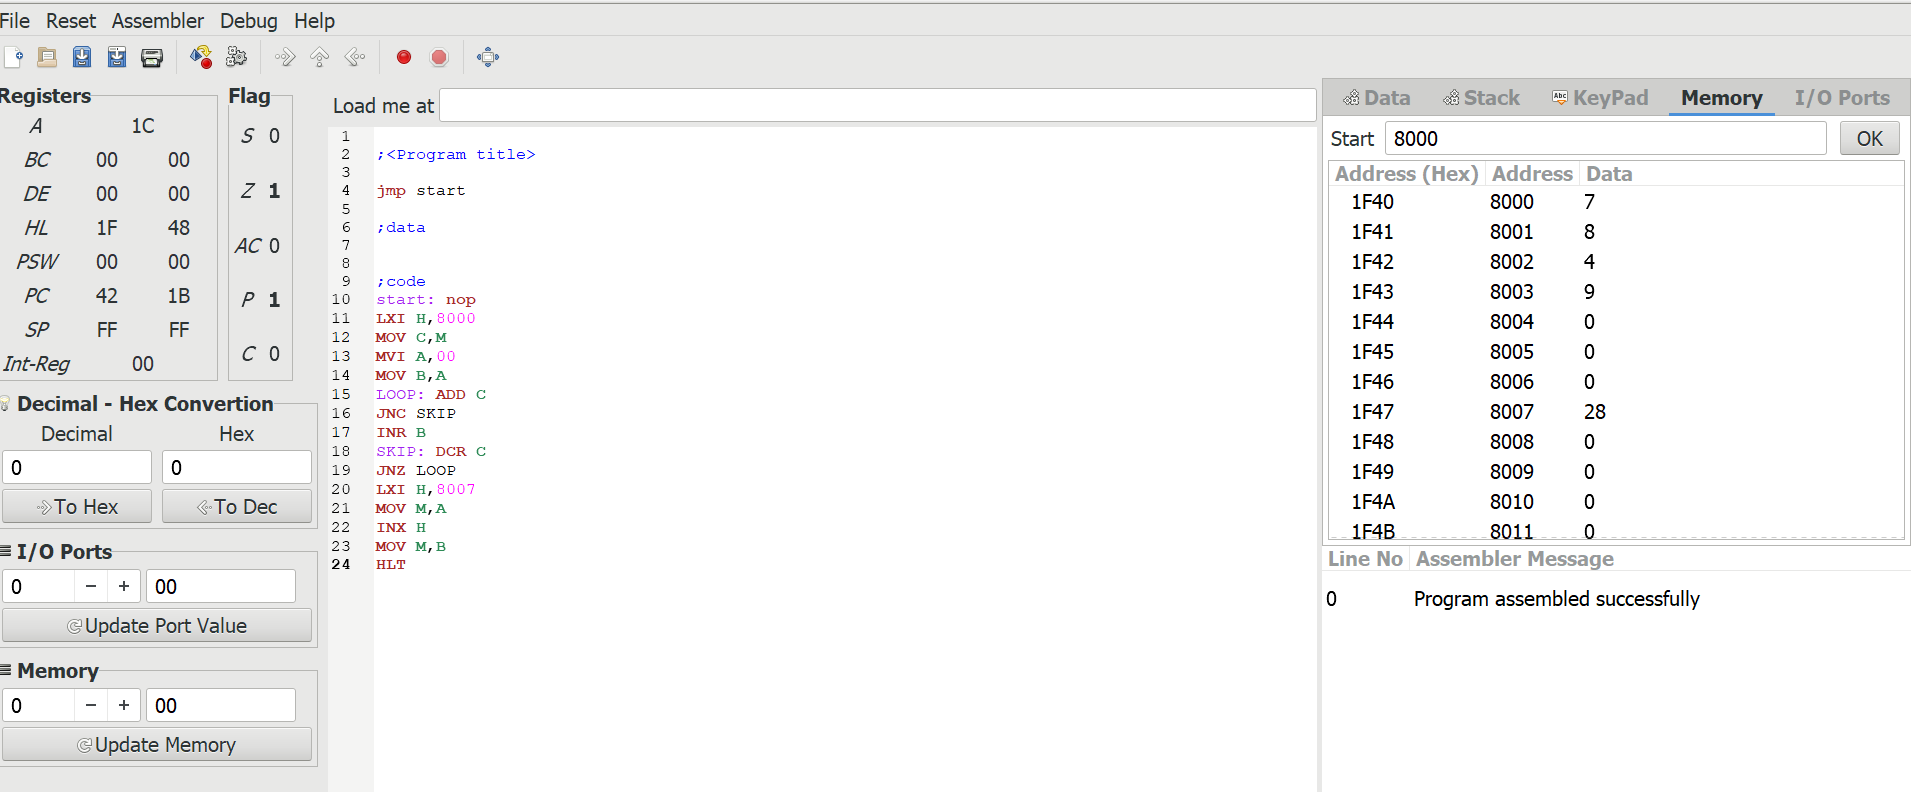 File Reset Assembler Debug Help
Registers
A 1C
BC 00 00
DE 00 00
HL 1F 48
PSW 00 00
PC 42 1B
SP FF FF
Int-Reg 00
Flag
S 0
Z 1
AC 0
P 1
C 0
Decimal - Hex Convertion
Decimal Hex
0 0
To Hex To Dec
I/O Ports
0 − + 00
Update Port Value
Memory
0 − + 00
Update Memory
Load me at
1
2 ;<Program title>
3
4 jmp start
5
6 ;data
7
8
9 ;code
10 start: nop
11 LXI H,8000
12 MOV C,M
13 MVI A,00
14 MOV B,A
15 LOOP: ADD C
16 JNC SKIP
17 INR B
18 SKIP: DCR C
19 JNZ LOOP
20 LXI H,8007
21 MOV M,A
22 INX H
23 MOV M,B
24 HLT
Data Stack Abc KeyPad Memory I/O Ports
Start 8000 OK
Address (Hex) Address Data
1F40 8000 7
1F41 8001 8
1F42 8002 4
1F43 8003 9
1F44 8004 0
1F45 8005 0
1F46 8006 0
1F47 8007 28
1F48 8008 0
1F49 8009 0
1F4A 8010 0
1F4B 8011 0
Line No Assembler Message
0 Program assembled successfully